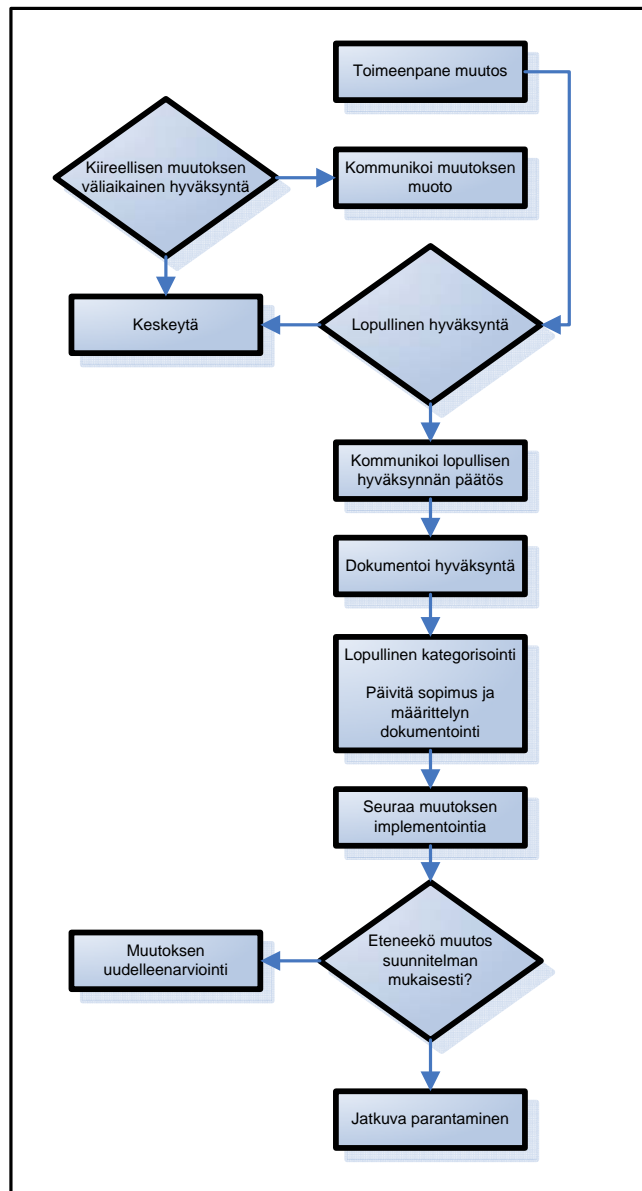 Toimeenpane muutos
Kiireellisen muutoksen
väliaikainen hyväksyntä
Kommunikoi muutoksen
muoto
Keskeytä
Lopullinen hyväksyntä
Kommunikoi lopullisen
hyväksynnän päätös
Dokumentoi hyväksyntä
Lopullinen kategorisointi
Päivitä sopimus ja
määrittelyn
dokumentointi
Seuraa muutoksen
implementointia
Muutoksen
uudelleenarviointi
Eteneekö muutos
suunnitelman
mukaisesti?
Jatkuva parantaminen